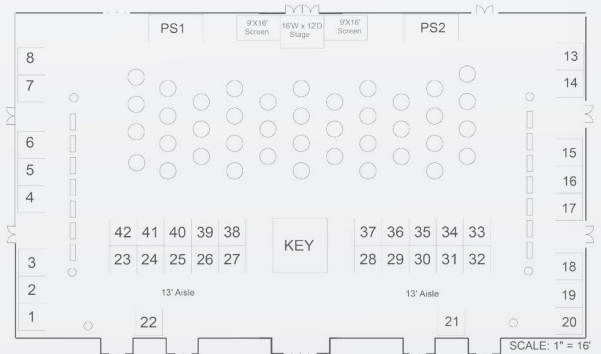 PS1
9'X16'
Screen
16'W x 12'D
Stage
9'X16'
Screen
PS2
8
7
6
5
4
3
2
1
13
14
15
16
17
18
19
20
42 41 40 39 38
23 24 25 26 27
KEY
37 36 35 34 33
28 29 30 31 32
13' Aisle
13' Aisle
22
21
SCALE: 1" = 16'